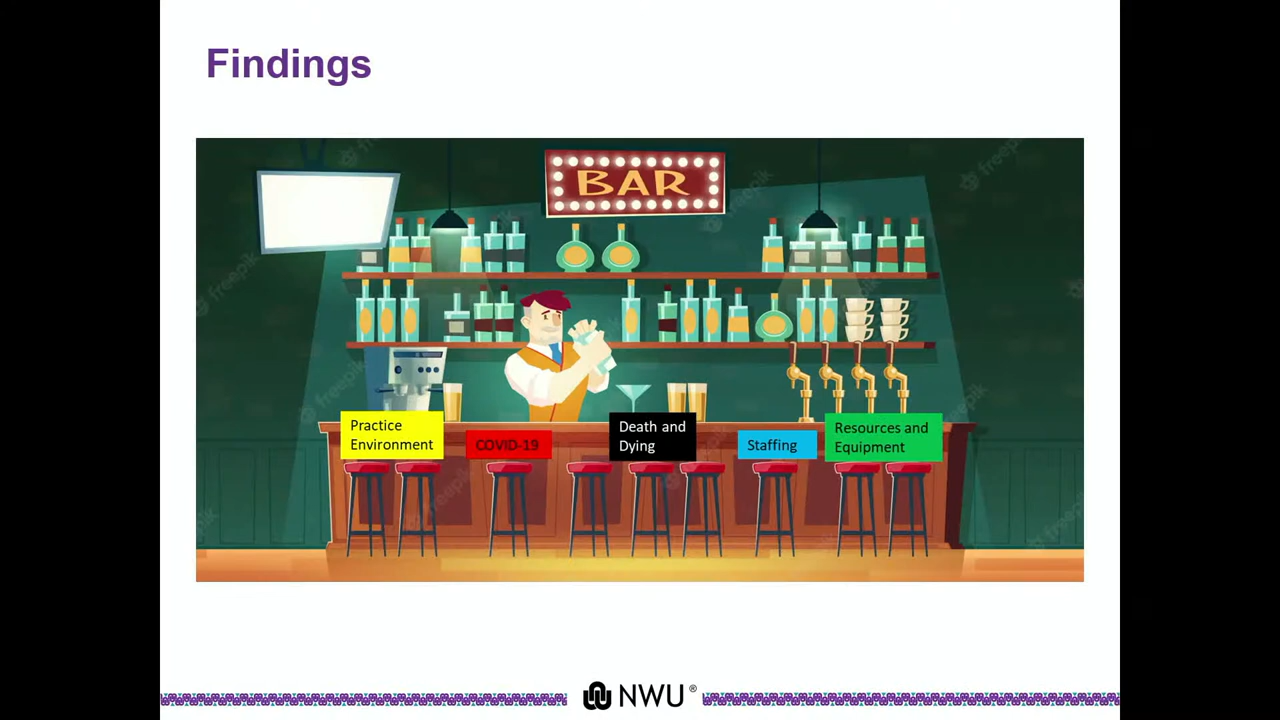 Findings
BAR
Practice
Environment
COVID-19
Death and
Dying
Staffing
Resources and
Equipment
NWU®